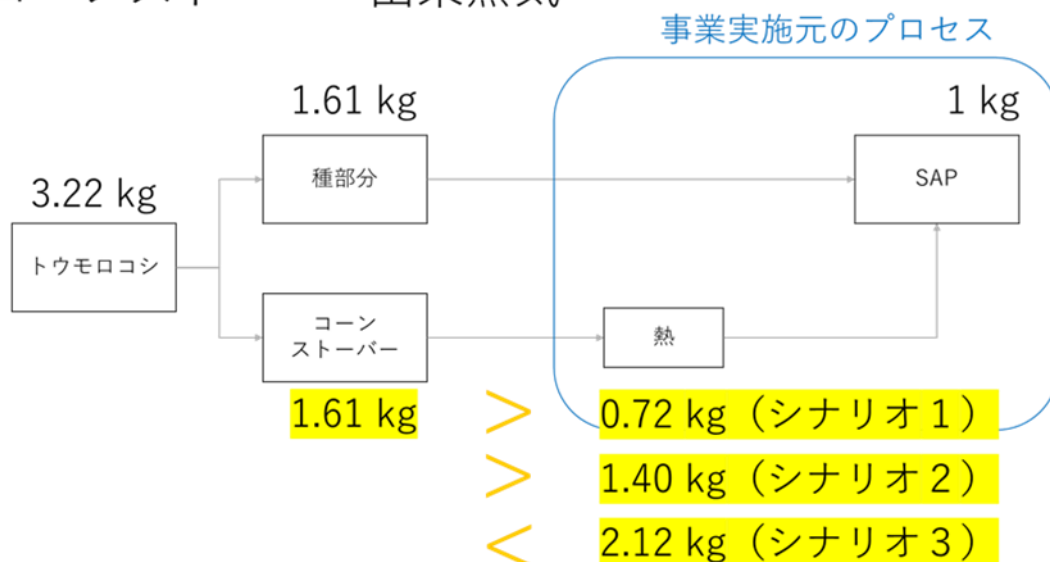 事業実施元のプロセス
1.61 kg
1 kg
種部分
SAP
3.22 kg
トウモロコシ
コーン
ストーバー
熱
1.61 kg > 0.72 kg（シナリオ１）
> 1.40 kg（シナリオ２）
< 2.12 kg（シナリオ３）